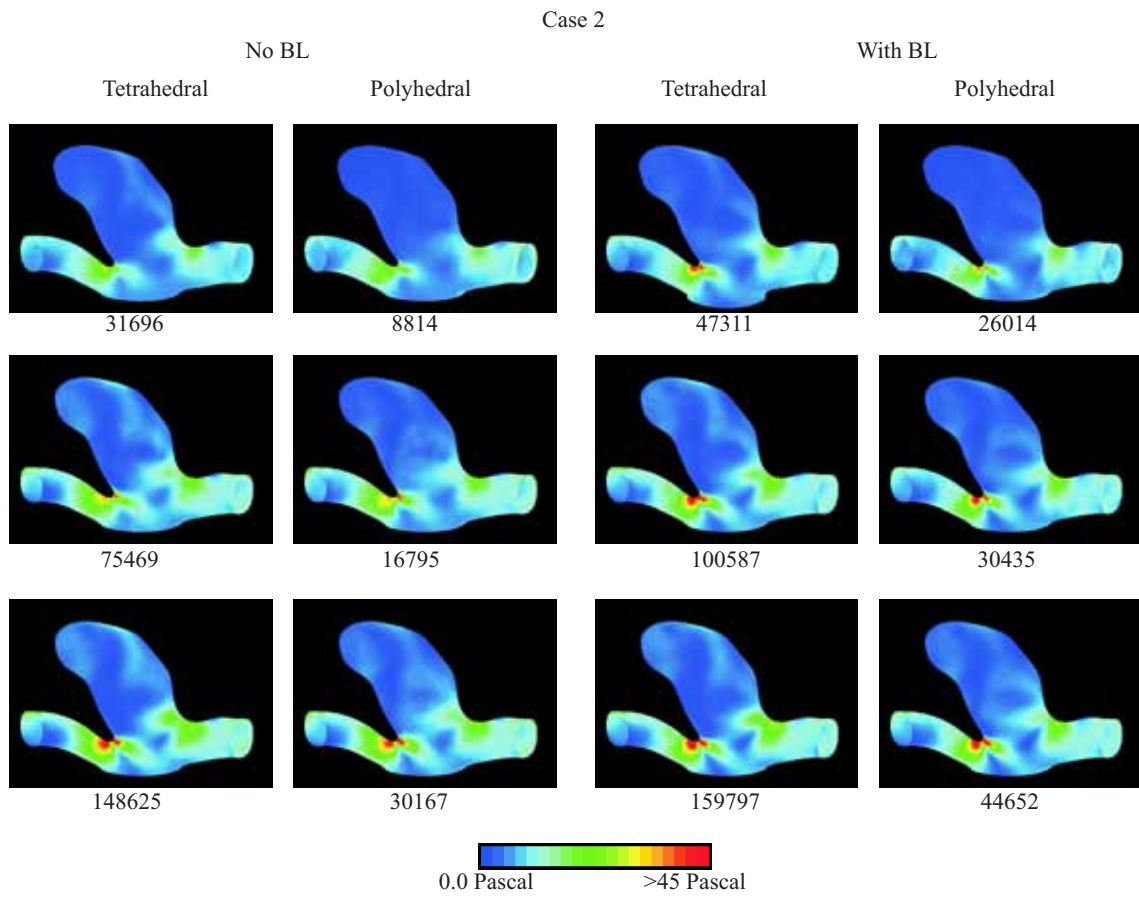 Case 2
No BL With BL
Tetrahedral Polyhedral Tetrahedral Polyhedral
31696 8814 47311 26014
75469 16795 100587 30435
148625 30167 159797 44652
0.0 Pascal >45 Pascal